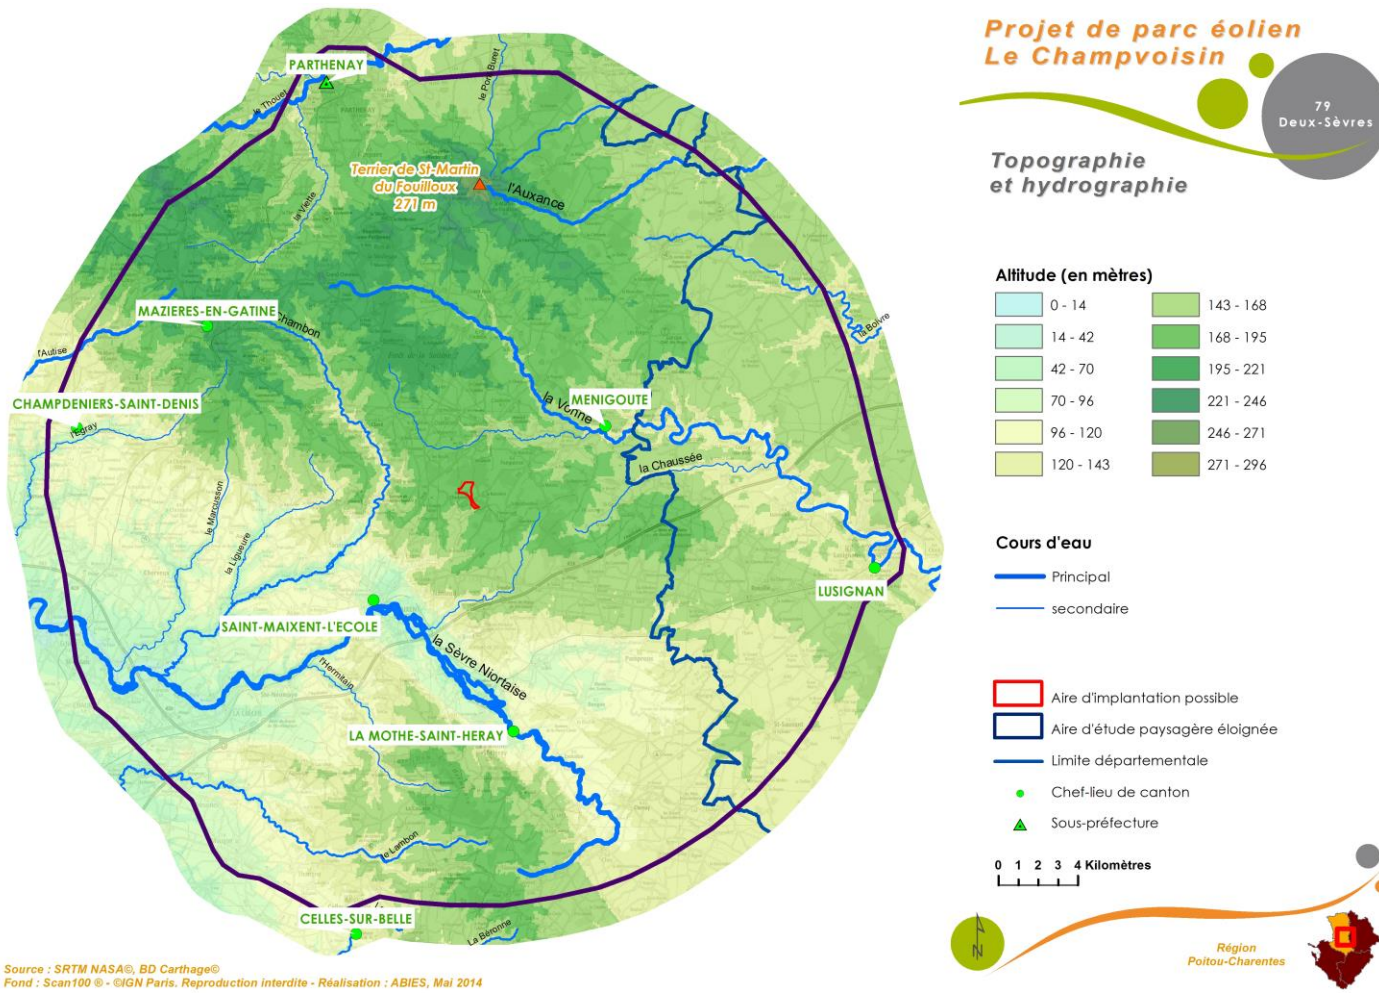 PARTHENAY
le Thouet
le Pont Buret
PARTHENAY
Terrier de St-Martin
du Fouilloux
271 m
l'Auxance
la Viette
MAZIERES-EN-GATINE
Chambon
l'Autise
la Boivre
CHAMPDENIERS-SAINT-DENIS
l'Egray
la Vonne
MENIGOUTE
la Chaussée
le Marcusson
la Ligueure
LUSIGNAN
SAINT-MAIXENT-L'ECOLE
la Sèvre Niortaise
l'Hermitain
LA MOTHE-SAINT-HERAY
le Lambon
CELLES-SUR-BELLE
La Béronne
Source : SRTM NASA©, BD Carthage©
Fond : Scan100 ® - ©IGN Paris. Reproduction interdite - Réalisation : ABIES, Mai 2014
Projet de parc éolien
Le Champvoisin
79
Deux-Sèvres
Topographie
et hydrographie
Altitude (en mètres)
0 - 14
14 - 42
42 - 70
70 - 96
96 - 120
120 - 143
143 - 168
168 - 195
195 - 221
221 - 246
246 - 271
271 - 296
Cours d'eau
Principal
secondaire
Aire d'implantation possible
Aire d'étude paysagère éloignée
Limite départementale
Chef-lieu de canton
Sous-préfecture
0 1 2 3 4 Kilomètres
N
Région
Poitou-Charentes